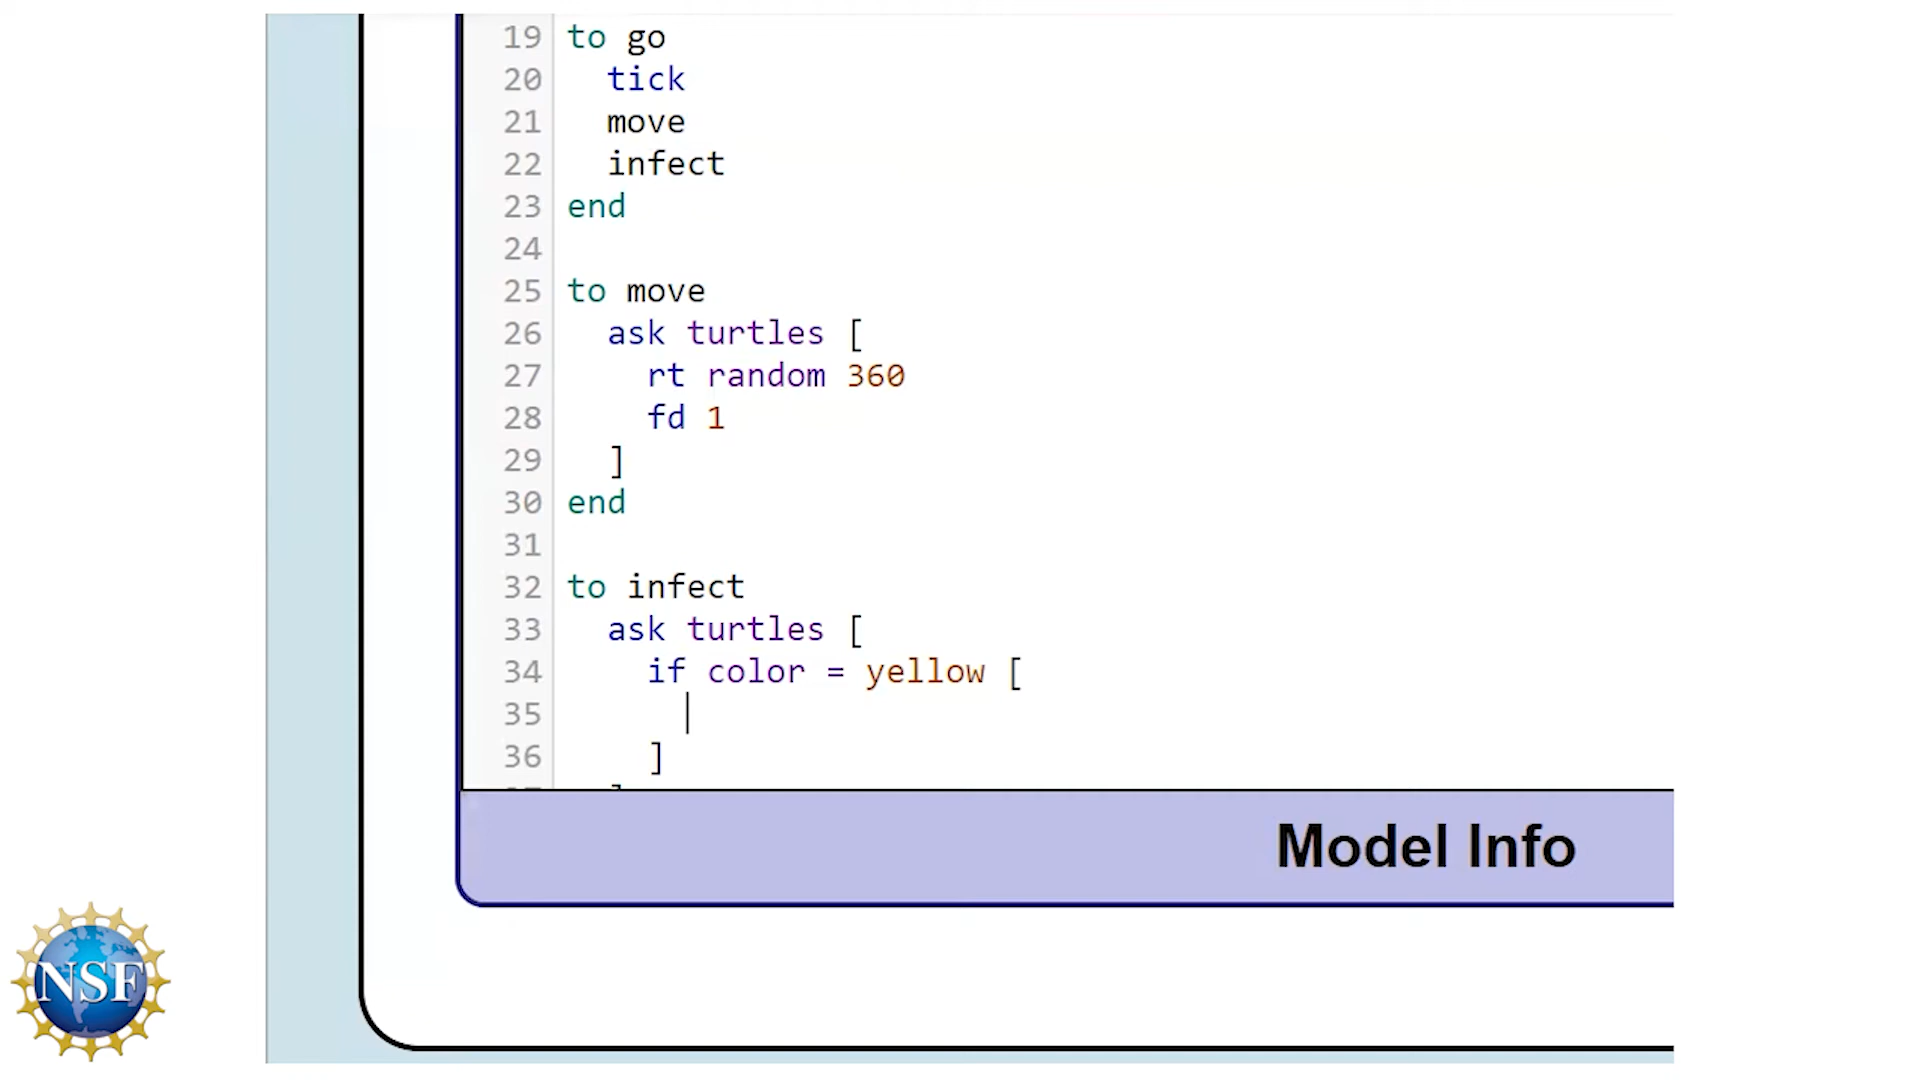 19 to go
20   tick
21   move
22   infect
23 end
24
25 to move
26   ask turtles [
27     rt random 360
28     fd 1
29   ]
30 end
31
32 to infect
33   ask turtles [
34     if color = yellow [
35
36     ]
Model Info
NSF